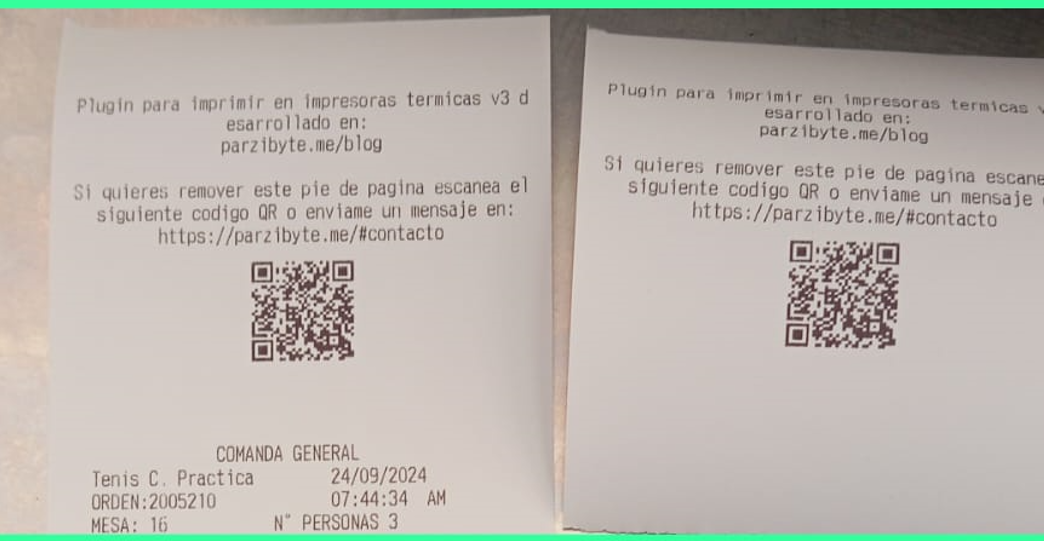 Plugin para imprimir en impresoras termicas v3 d
esarrollado en:
parzibyte.me/blog
Si quieres remover este pie de pagina escanea el
siguiente codigo QR o enviame un mensaje en:
https://parzibyte.me/#contacto
COMANDA GENERAL
Tenis C. Practica 24/09/2024
ORDEN:2005210 07:44:34 AM
MESA: 16 N° PERSONAS 3
Plugin para imprimir en impresoras termicas
esarrollado en:
parzibyte.me/blog
Si quieres remover este pie de pagina escane
siguiente codigo QR o enviame un mensaje
https://parzibyte.me/#contacto